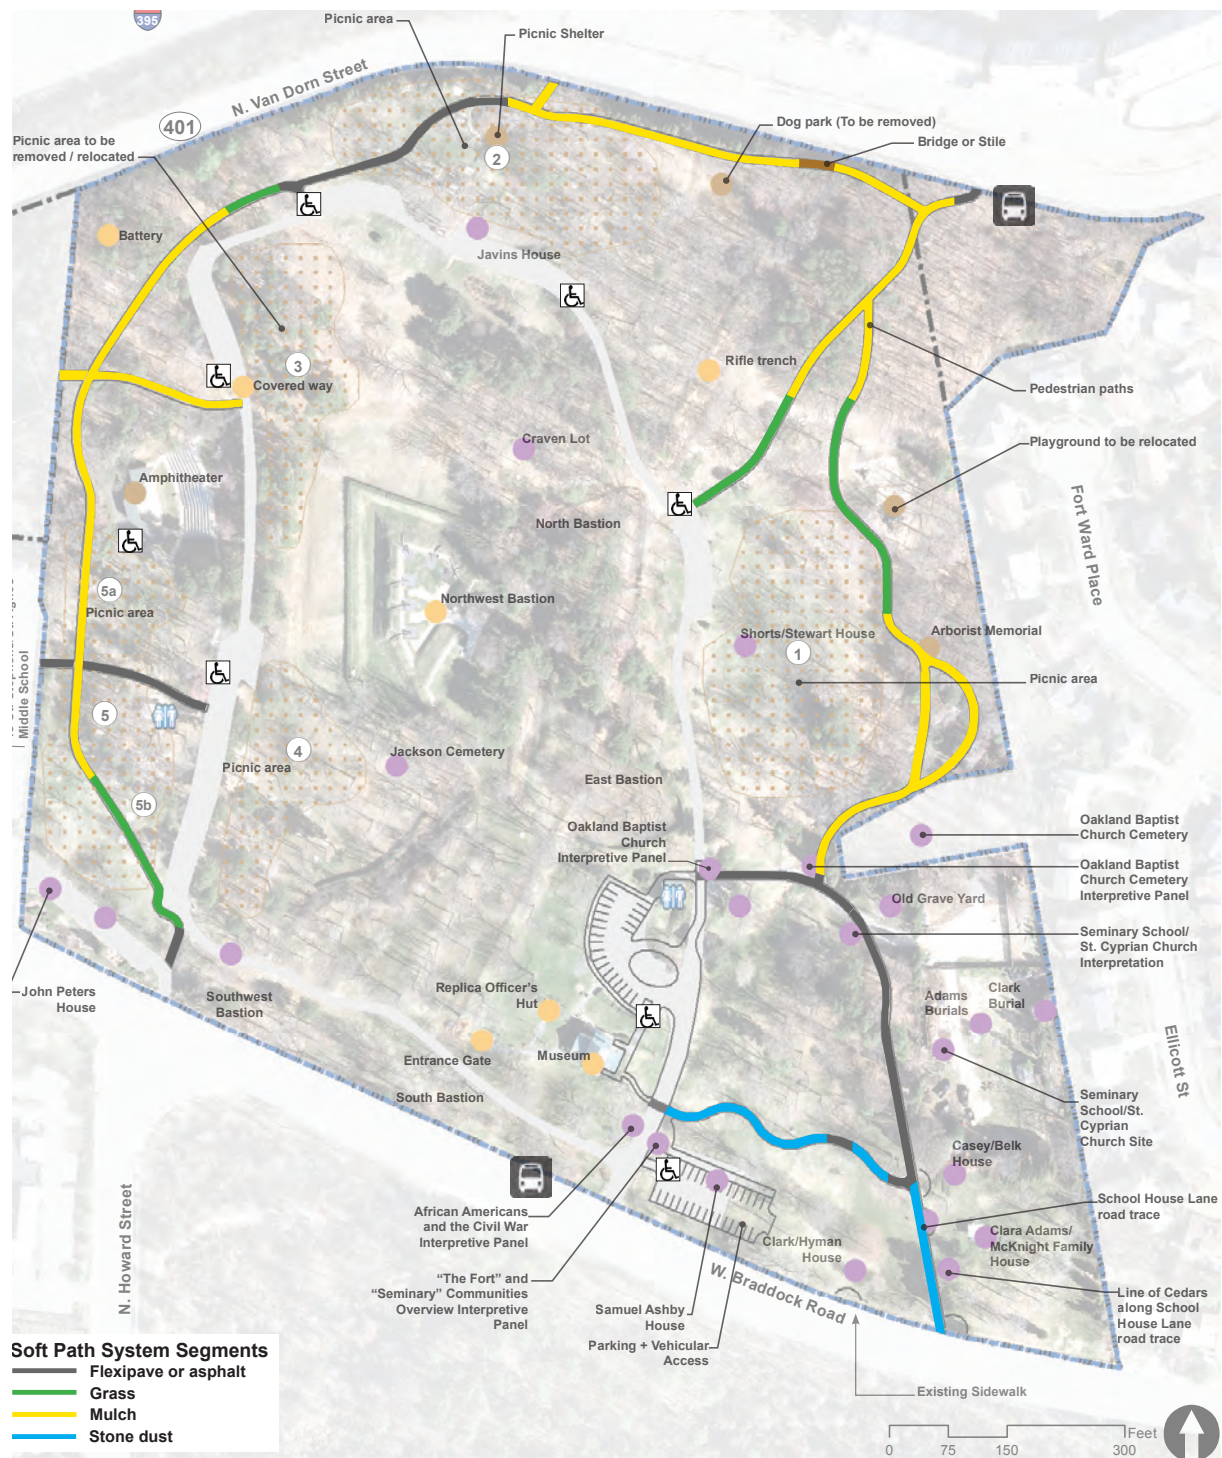 395
Picnic area
Picnic Shelter
N. Van Dorn Street
401
Picnic area to be
removed / relocated
Dog park (To be removed)
Bridge or Stile
2
Battery
Javins House
3
Covered way
Rifle trench
Pedestrian paths
Craven Lot
Playground to be relocated
Amphitheater
North Bastion
Fort Ward Place
5a
Picnic area
Northwest Bastion
Shorts/Stewart House
1
Arborist Memorial
Picnic area
Middle School
5
4
Picnic area
Jackson Cemetery
East Bastion
5b
Oakland Baptist
Church
Interpretive Panel
Oakland Baptist
Church Cemetery
Oakland Baptist
Church Cemetery
Interpretive Panel
Old Grave Yard
Seminary School/
St. Cyprian Church
Interpretation
John Peters
House
Southwest
Bastion
Replica Officer's
Hut
Adams
Burials
Clark
Burial
Entrance Gate
Museum
South Bastion
Ellicott St
Seminary
School/St.
Cyprian
Church Site
Casey/Belk
House
N. Howard Street
African Americans
and the Civil War
Interpretive Panel
School House Lane
road trace
Clark/Hyman
House
Clara Adams/
McKnight Family
House
"The Fort" and
"Seminary" Communities
Overview Interpretive
Panel
W. Braddock Road
Samuel Ashby
House
Parking + Vehicular
Access
Line of Cedars
along School
House Lane
road trace
Existing Sidewalk
Soft Path System Segments
Flexipave or asphalt
Grass
Mulch
Stone dust
Feet
0 75 150 300